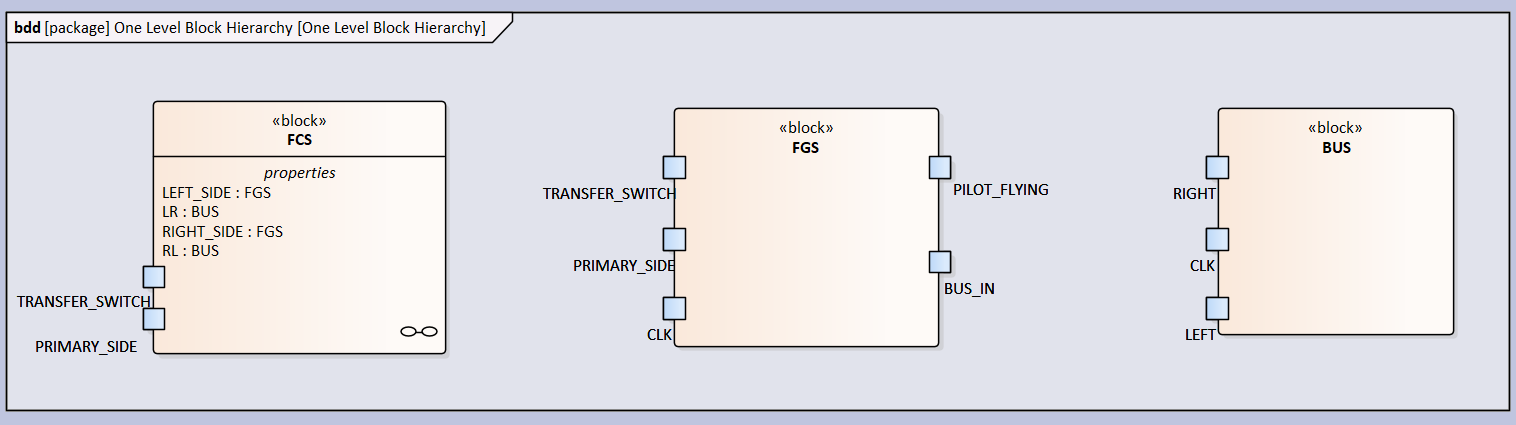 bdd [package] One Level Block Hierarchy [One Level Block Hierarchy]
«block»
FCS
properties
LEFT_SIDE : FGS
LR : BUS
RIGHT_SIDE : FGS
RL : BUS
TRANSFER_SWITCH
PRIMARY_SIDE
«block»
FGS
TRANSFER_SWITCH
PRIMARY_SIDE
CLK
PILOT_FLYING
BUS_IN
«block»
BUS
RIGHT
CLK
LEFT